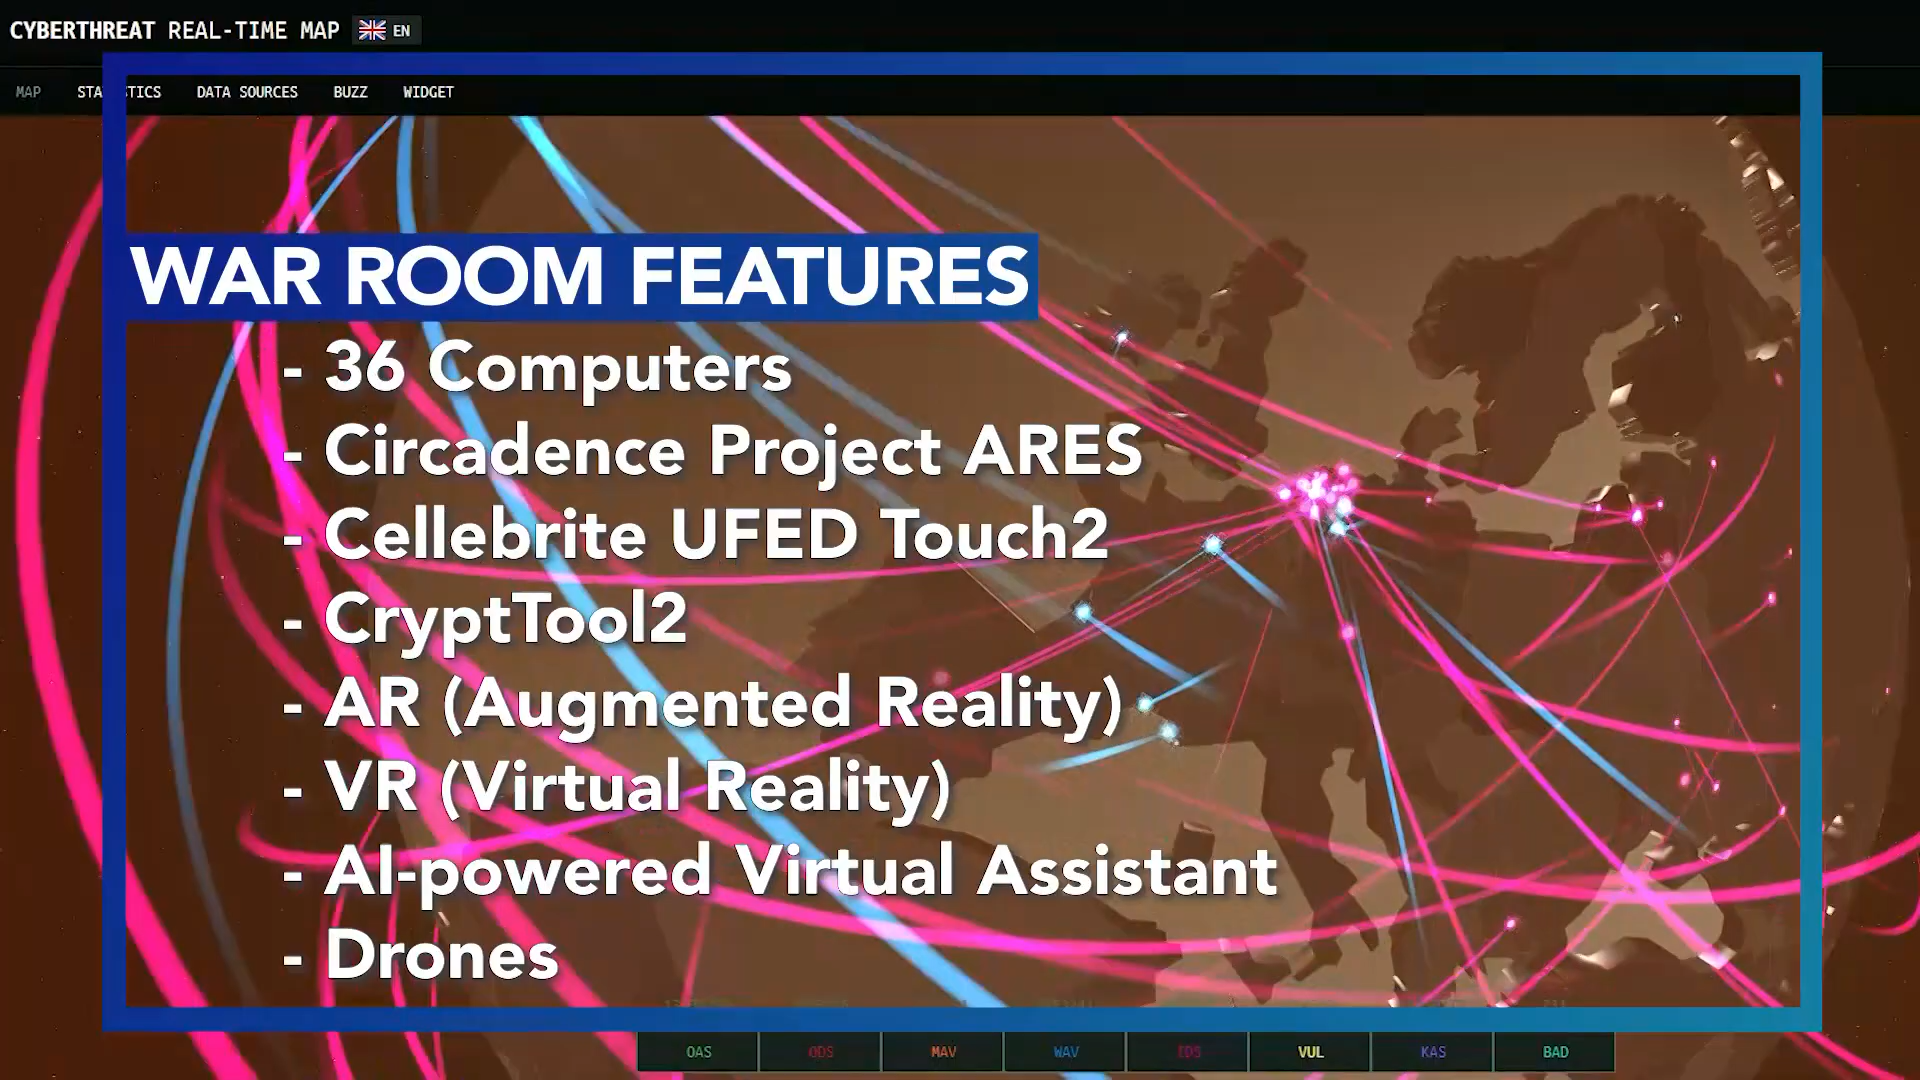 CYBERTHREAT REAL-TIME MAP EN
MAP STATISTICS DATA SOURCES BUZZ WIDGET
WAR ROOM FEATURES
- 36 Computers
- Circadence Project ARES
- Cellebrite UFED Touch2
- CryptTool2
- AR (Augmented Reality)
- VR (Virtual Reality)
- AI-powered Virtual Assistant
- Drones
OAS ODS MAV WAV IDS VUL KAS BAD